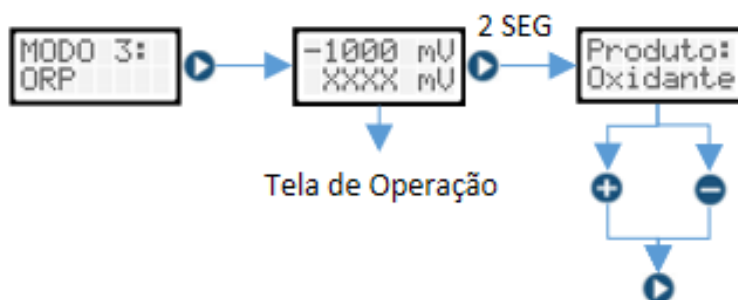 2 SEG
MODO 3:
ORP
-1000 mV
XXXX mV
Produto:
Oxidante
Tela de Operação